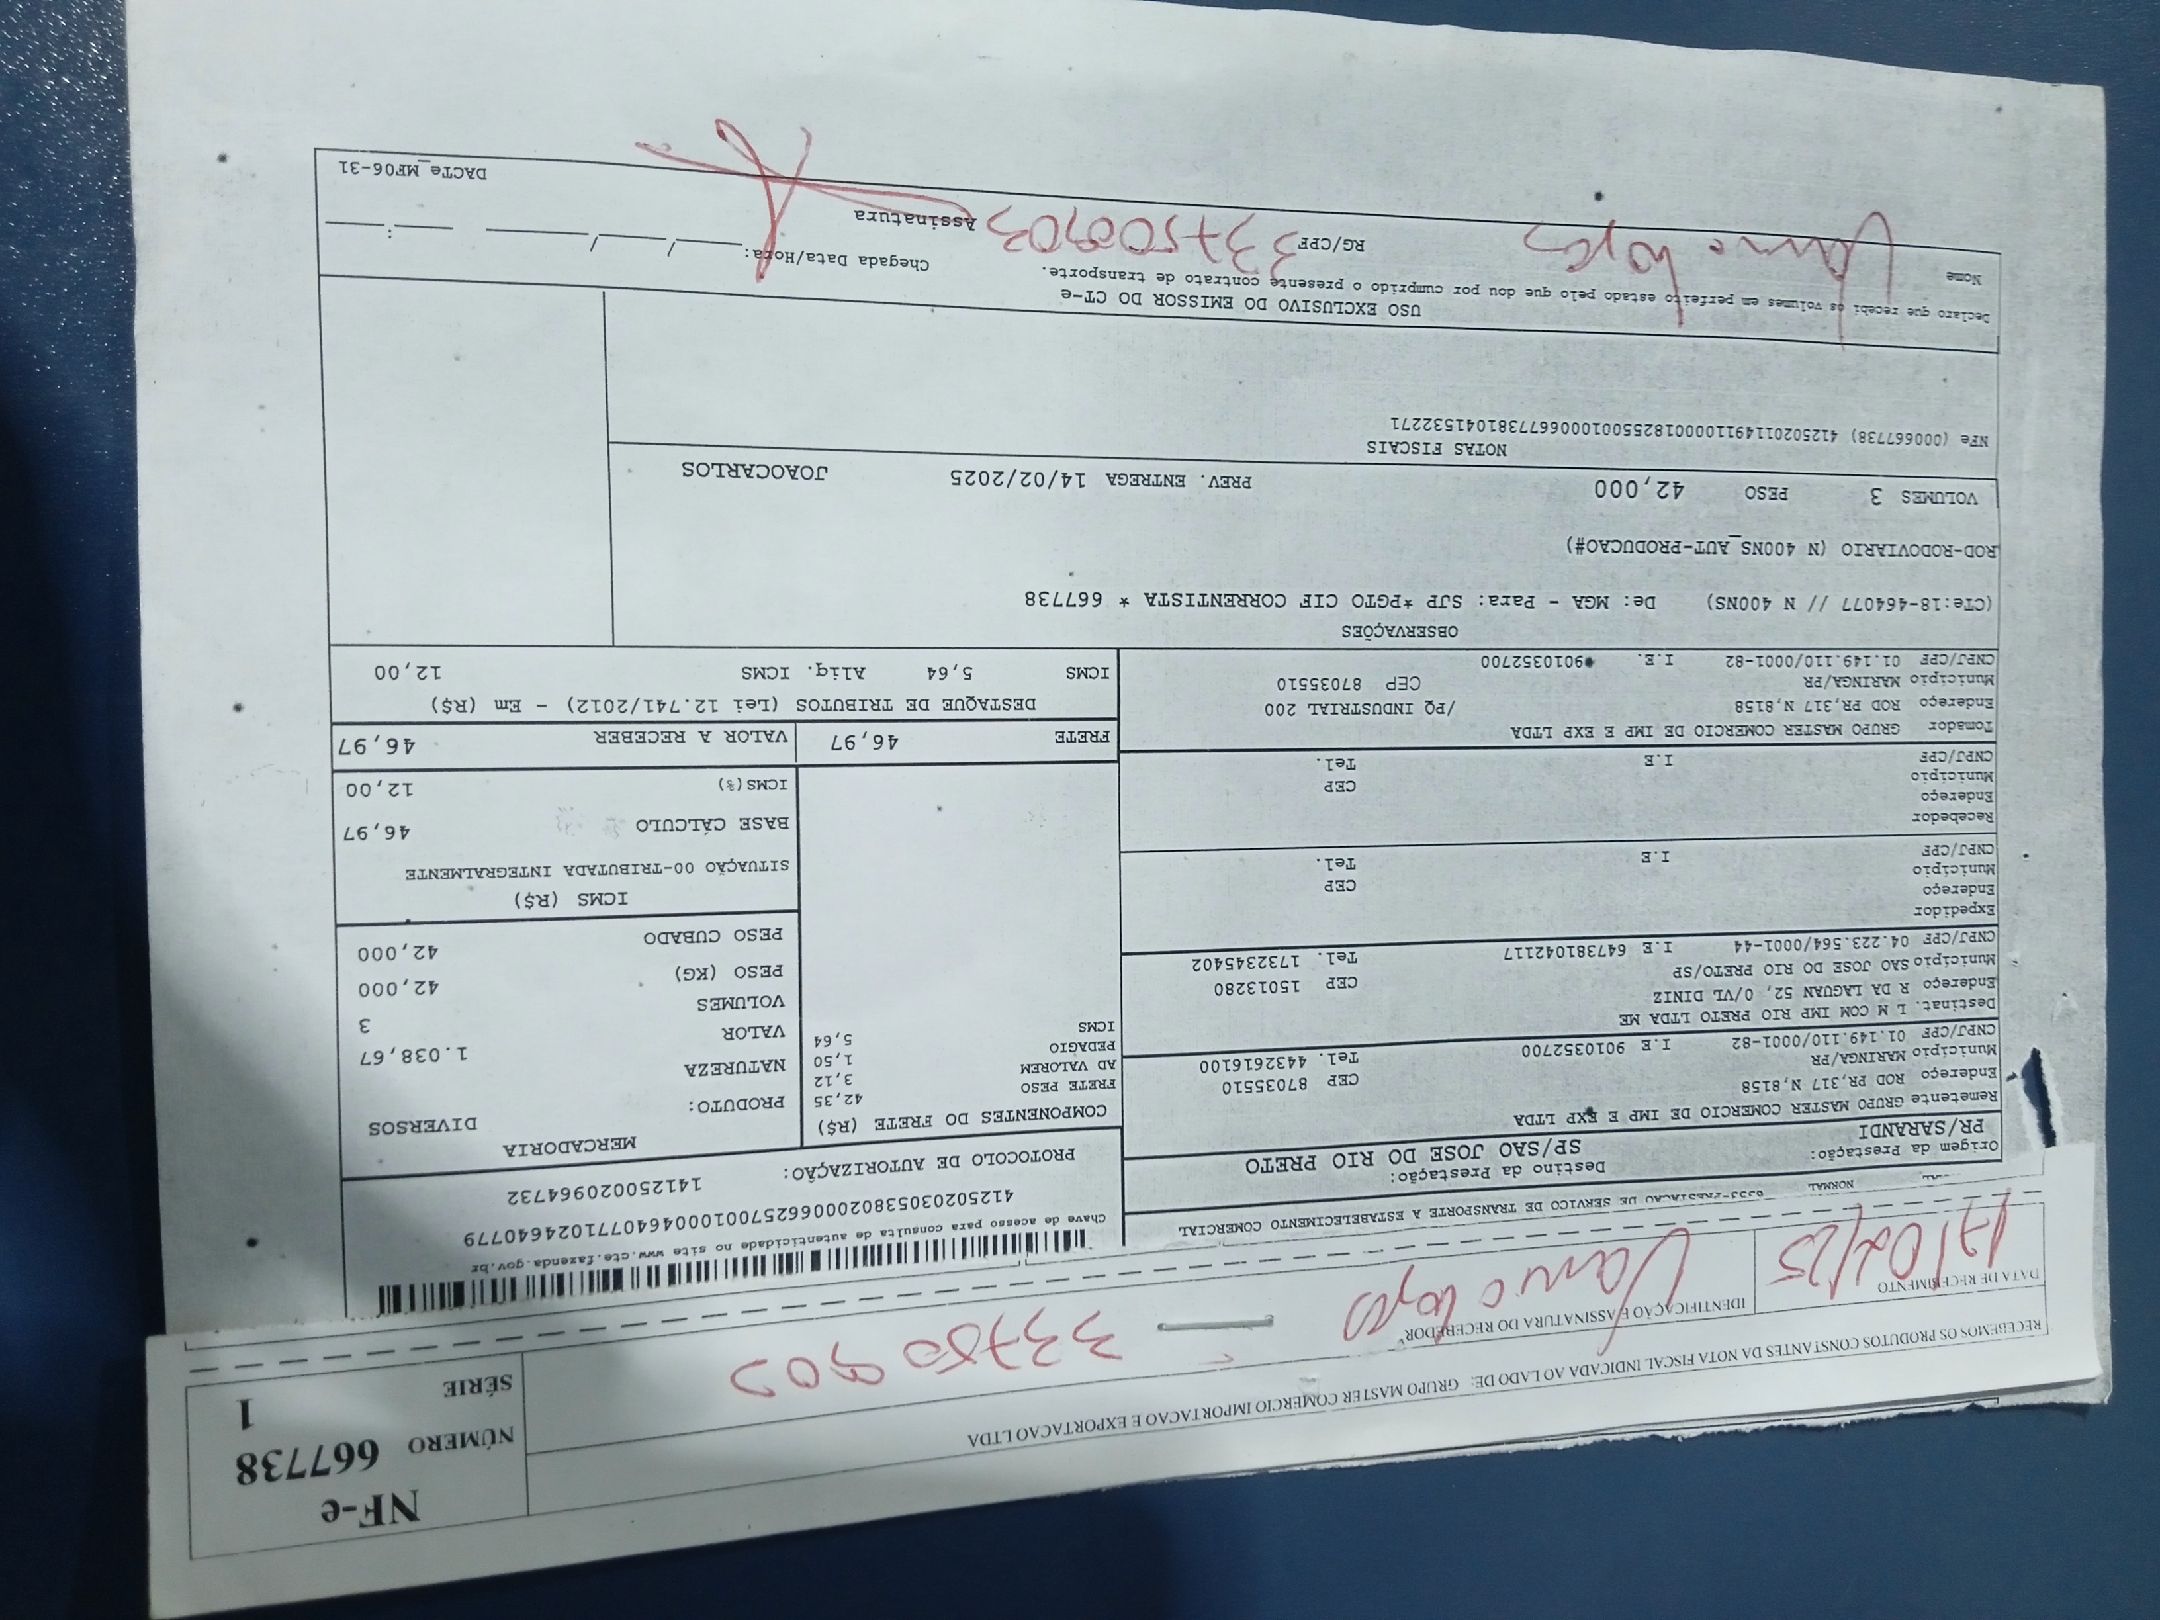 NF-e
NÚMERO 667738
SÉRIE 1
RECEBEMOS OS PRODUTOS CONSTANTES DA NOTA FISCAL INDICADA AO LADO DE: GRUPO MASTER COMERCIO IMPORTACAO E EXPORTACAO LTDA
DATA DE RECEBIMENTO
17/02/25
IDENTIFICAÇÃO E ASSINATURA DO RECEBEDOR
NORMAL
TRANSPORTE A ESTABELECIMENTO COMERCIAL
Chave de acesso para consulta de autenticidade no site www.cte.fazenda.gov.br
41250203053802000662570010004640771024640779
PROTOCOLO DE AUTORIZAÇÃO:
141250020964732
Origem da Prestação:
PR/SARANDI
Destino da Prestação:
SP/SAO JOSE DO RIO PRETO
Remetente GRUPO MASTER COMERCIO DE IMP E EXP LTDA
Endereço ROD PR,317 N,8158
Municipio MARINGA/PR CEP 87035510
CNPJ/CPF 01.149.110/0001-82 I.E 9010352700 Tel. 4432616100
Destinat. L M COM IMP RIO PRETO LTDA ME
Endereço R DA LAGUAN 52, 0/VL DINIZ
Municipio SAO JOSE DO RIO PRETO/SP CEP 15013280
CNPJ/CPF 04.223.564/0001-44 I.E 647381042117 Tel. 1732345402
Expedidor
Endereço
Municipio CEP
CNPJ/CPF I.E Tel.
Recebedor
Endereço
Municipio CEP
CNPJ/CPF I.E Tel.
Tomador GRUPO MASTER COMERCIO DE IMP E EXP LTDA
Endereço ROD PR,317 N,8158 /PQ INDUSTRIAL 200
Municipio MARINGA/PR CEP 87035510
CNPJ/CPF 01.149.110/0001-82 I.E. 9010352700
COMPONENTES DO FRETE (R$)
FRETE PESO 42,35
AD VALOREM 3,12
PEDAGIO 1,50
ICMS 5,64
MERCADORIA
PRODUTO: DIVERSOS
NATUREZA
VALOR 1.038,67
VOLUMES 3
PESO (KG) 42,000
PESO CUBADO 42,000
ICMS (R$)
SITUAÇÃO 00-TRIBUTADA INTEGRALMENTE
BASE CÁLCULO 46,97
ICMS(%) 12,00
FRETE 46,97 VALOR A RECEBER 46,97
DESTAQUE DE TRIBUTOS (Lei 12.741/2012) - Em (R$)
ICMS 5,64 Aliq. ICMS 12,00
OBSERVAÇÕES
(CTe:18-464077 // N 400NS) De: MGA - Para: SJP *PGTO CIF CORRENTISTA * 667738
ROD-RODOVIARIO (N 400NS_AUT-PRODUCAO#)
VOLUMES 3 PESO 42,000 PREV. ENTREGA 14/02/2025 JOAOCARLOS
NOTAS FISCAIS
NFe (000667738) 41250201149110000182550010006677381041532271
USO EXCLUSIVO DO EMISSOR DO CT-e
Declaro que recebi os volumes em perfeito estado pelo que dou por cumprido o presente contrato de transporte.
Chegada Data/Hora: ___/___/___ ___:___
Nome
RG/CPF 337500903 Assinatura
DACTe_MF06-31